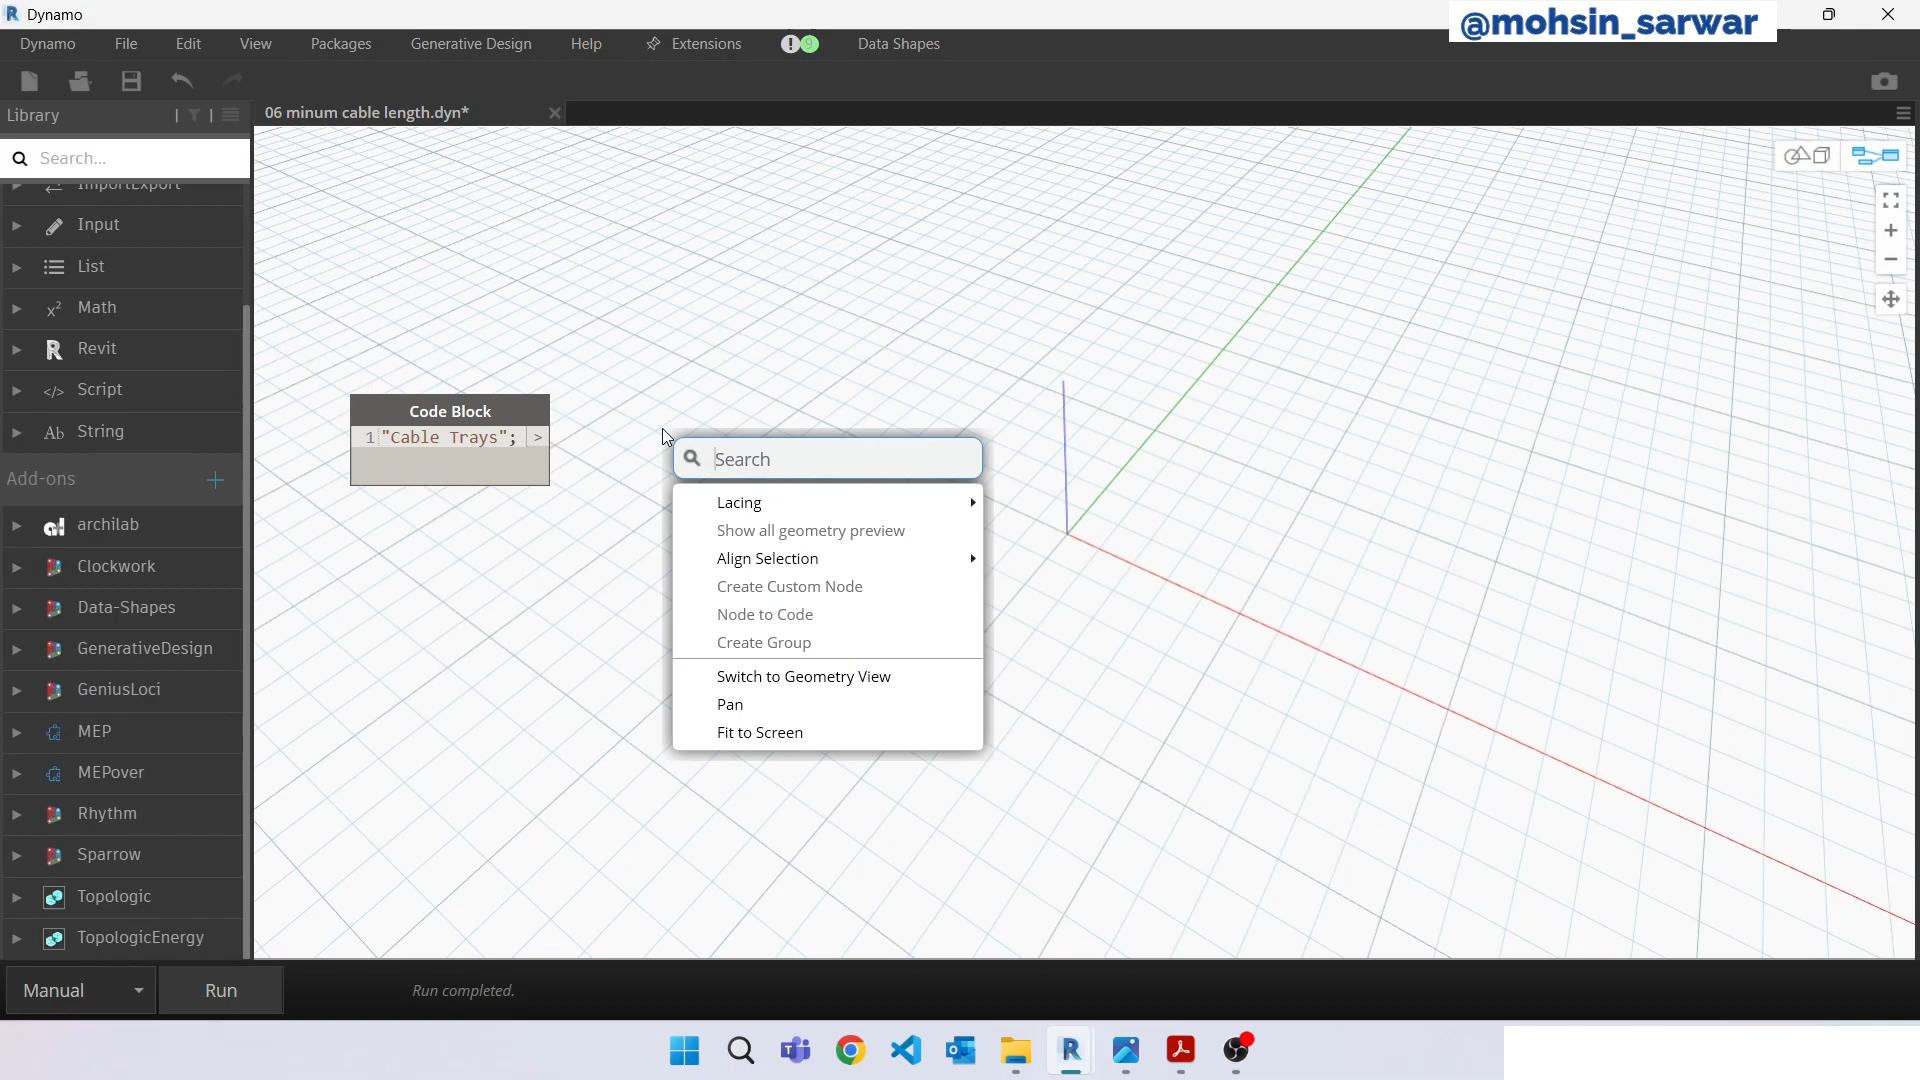 Dynamo
@mohsin_sarwar
Dynamo File Edit View Packages Generative Design Help Extensions ! 9 Data Shapes
Library
06 minum cable length.dyn*
Search...
ImportExport
Input
List
Math
Revit
Script
String
Add-ons
archilab
Clockwork
Data-Shapes
GenerativeDesign
GeniusLoci
MEP
MEPover
Rhythm
Sparrow
Topologic
TopologicEnergy
Code Block
1 "Cable Trays"; >
Search
Lacing
Show all geometry preview
Align Selection
Create Custom Node
Node to Code
Create Group
Switch to Geometry View
Pan
Fit to Screen
Manual Run Run completed.